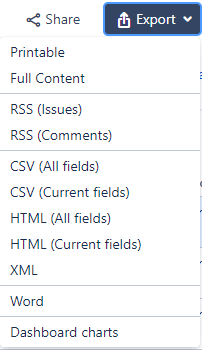 Share Export
Printable
Full Content
RSS (Issues)
RSS (Comments)
CSV (All fields)
CSV (Current fields)
HTML (All fields)
HTML (Current fields)
XML
Word
Dashboard charts